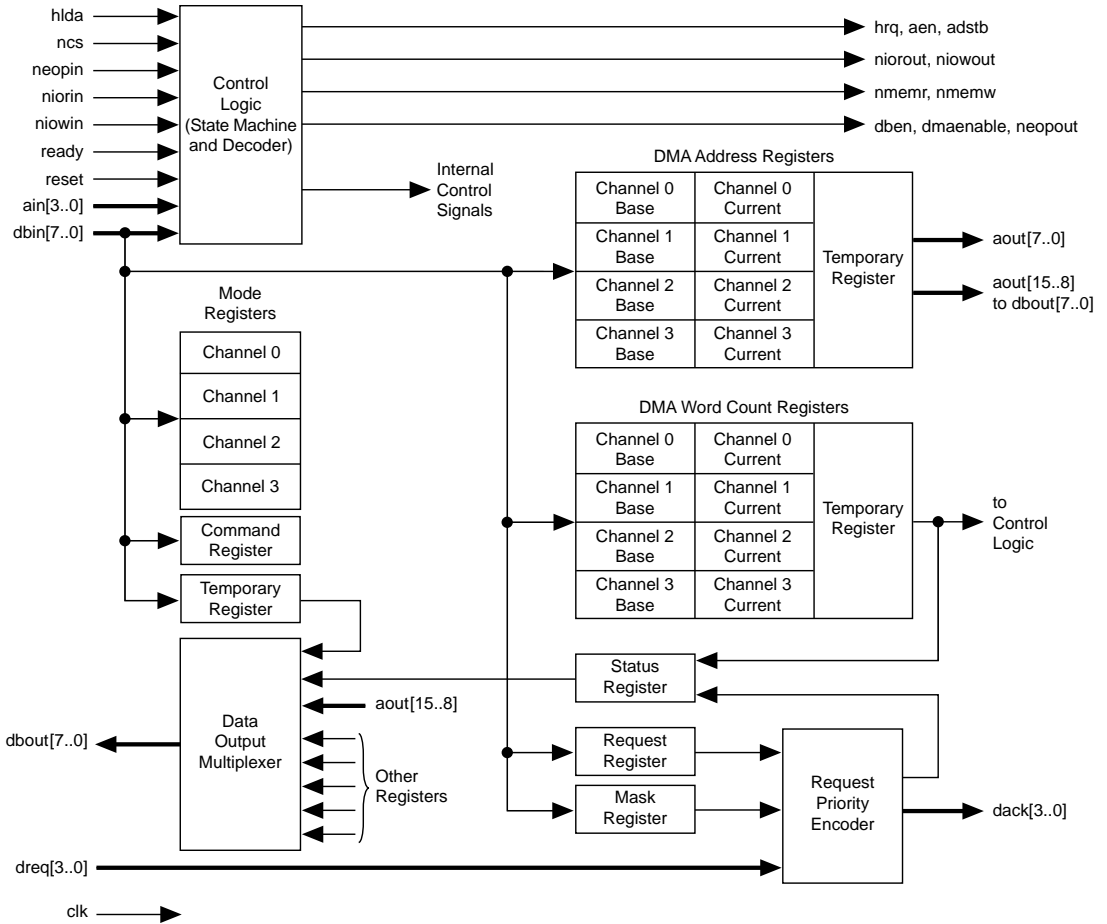 hlda
ncs
neopin
niorin
niowin
ready
reset
ain[3..0]
dbin[7..0]
Control
Logic
(State Machine
and Decoder)
hrq, aen, adstb
niorout, niowout
nmemr, nmemw
dben, dmaenable, neopout
Internal
Control
Signals
DMA Address Registers
Channel 0
Base
Channel 0
Current
Channel 1
Base
Channel 1
Current
Channel 2
Base
Channel 2
Current
Channel 3
Base
Channel 3
Current
Temporary
Register
aout[7..0]
aout[15..8]
to dbout[7..0]
Mode
Registers
Channel 0
Channel 1
Channel 2
Channel 3
Command
Register
Temporary
Register
DMA Word Count Registers
Channel 0
Base
Channel 0
Current
Channel 1
Base
Channel 1
Current
Channel 2
Base
Channel 2
Current
Channel 3
Base
Channel 3
Current
Temporary
Register
to
Control
Logic
Data
Output
Multiplexer
dbout[7..0]
aout[15..8]
Other
Registers
Status
Register
Request
Register
Mask
Register
Request
Priority
Encoder
dack[3..0]
dreq[3..0]
clk